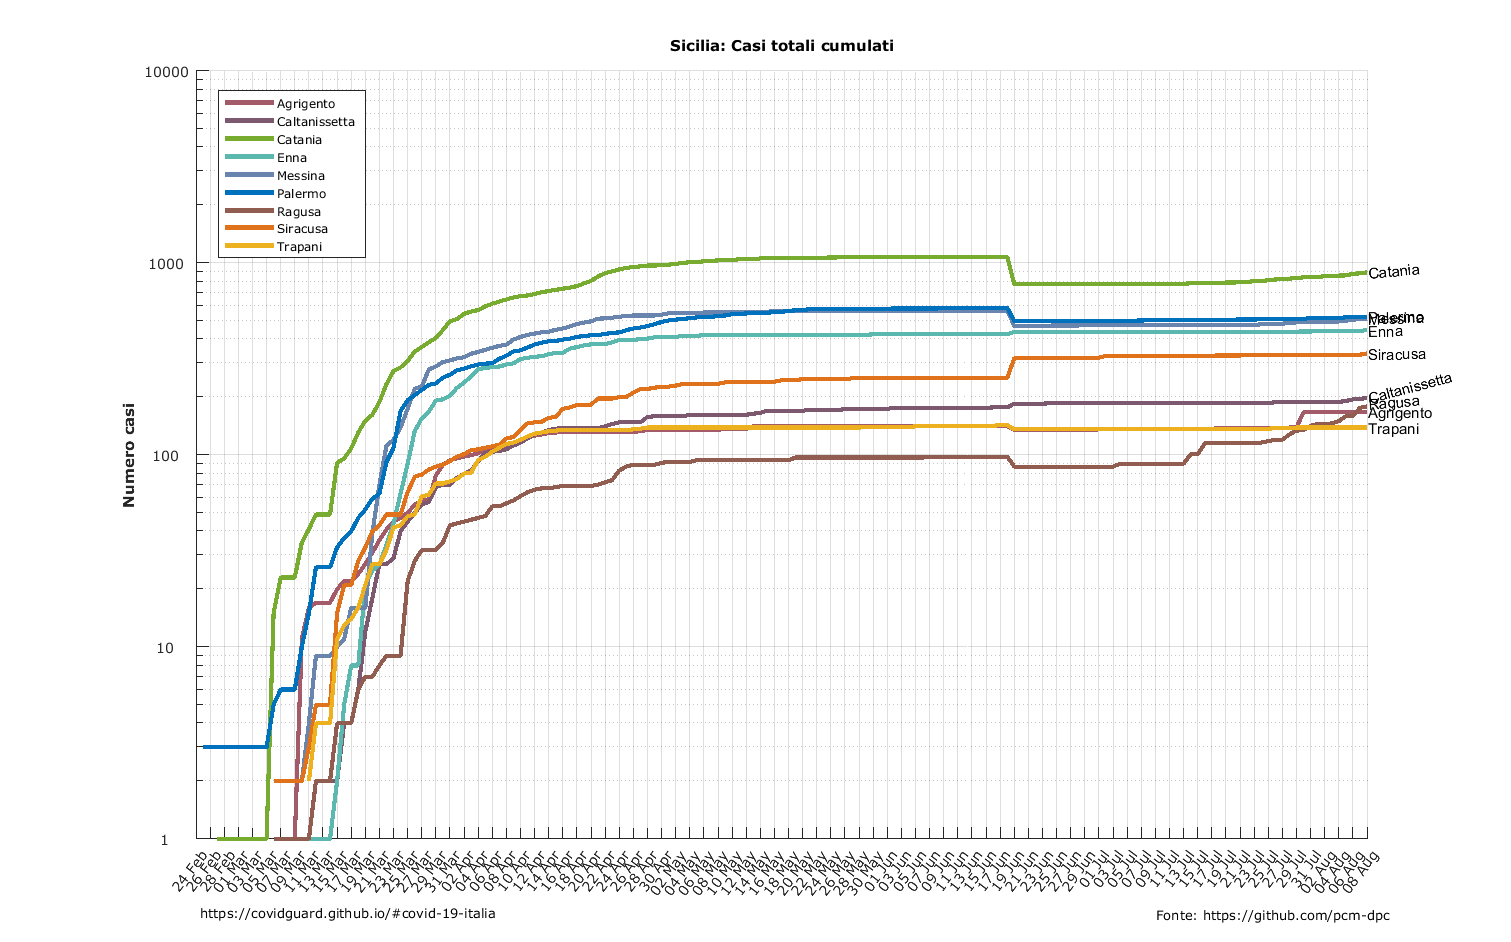 Sicilia: Casi totali cumulati
10000
1000
100
10
1
Numero casi
Agrigento
Caltanissetta
Catania
Enna
Messina
Palermo
Ragusa
Siracusa
Trapani
Catania
Palermo
Messina
Enna
Siracusa
Caltanissetta
Ragusa
Agrigento
Trapani
24 Feb
26 Feb
28 Feb
01 Mar
03 Mar
05 Mar
07 Mar
09 Mar
11 Mar
13 Mar
15 Mar
17 Mar
19 Mar
21 Mar
23 Mar
25 Mar
27 Mar
29 Mar
31 Mar
02 Apr
04 Apr
06 Apr
08 Apr
10 Apr
12 Apr
14 Apr
16 Apr
18 Apr
20 Apr
22 Apr
24 Apr
26 Apr
28 Apr
30 Apr
02 May
04 May
06 May
08 May
10 May
12 May
14 May
16 May
18 May
20 May
22 May
24 May
26 May
28 May
30 May
01 Jun
03 Jun
05 Jun
07 Jun
09 Jun
11 Jun
13 Jun
15 Jun
17 Jun
19 Jun
21 Jun
23 Jun
25 Jun
27 Jun
29 Jun
01 Jul
03 Jul
05 Jul
07 Jul
09 Jul
11 Jul
13 Jul
15 Jul
17 Jul
19 Jul
21 Jul
23 Jul
25 Jul
27 Jul
29 Jul
31 Jul
02 Aug
04 Aug
06 Aug
08 Aug
https://covidguard.github.io/#covid-19-italia
Fonte: https://github.com/pcm-dpc